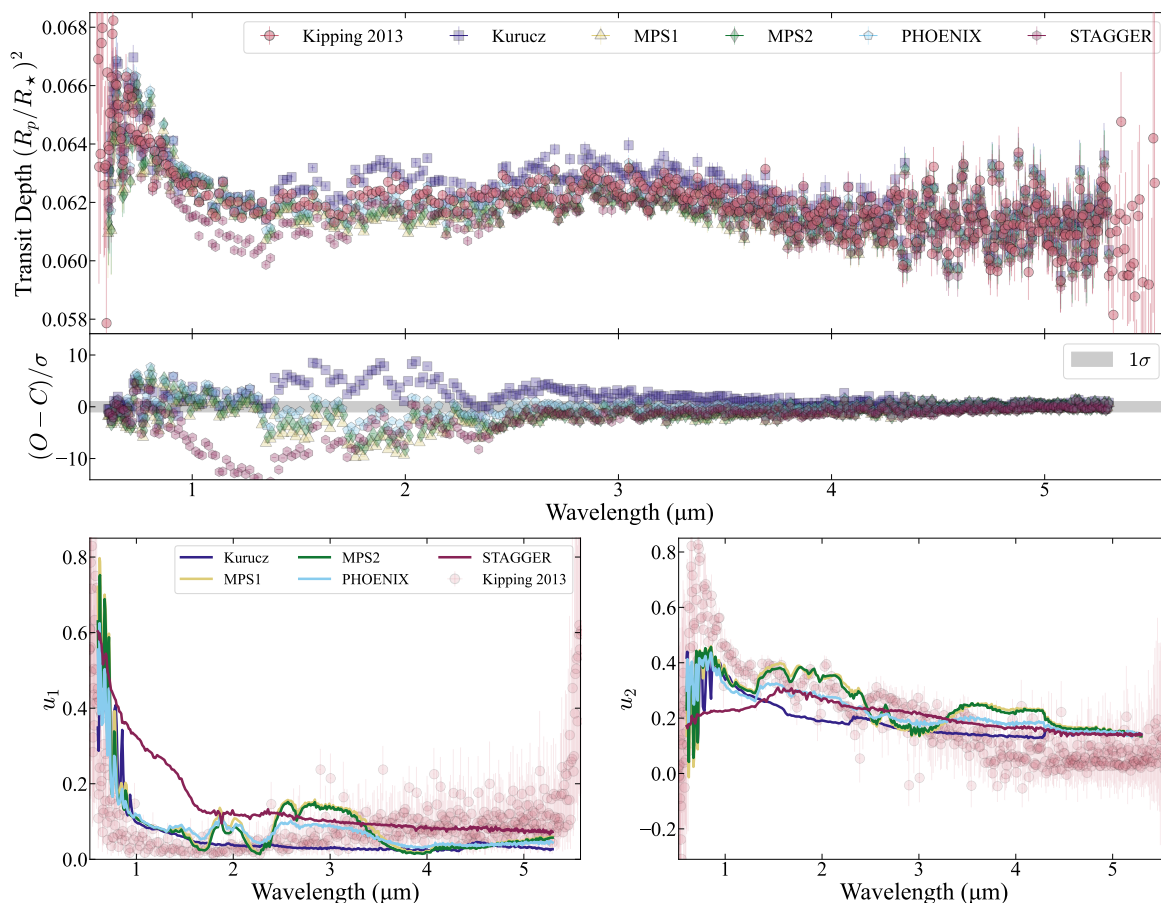 Transit Depth (R_p/R_⋆)^2
0.068
0.066
0.064
0.062
0.060
0.058
Kipping 2013 Kurucz MPS1 MPS2 PHOENIX STAGGER
(O − C)/σ
10
0
−10
1σ
1 2 3 4 5
Wavelength (μm)
u_1
0.8
0.6
0.4
0.2
0.0
Kurucz MPS2 STAGGER
MPS1 PHOENIX Kipping 2013
1 2 3 4 5
Wavelength (μm)
u_2
0.8
0.6
0.4
0.2
0.0
−0.2
1 2 3 4 5
Wavelength (μm)